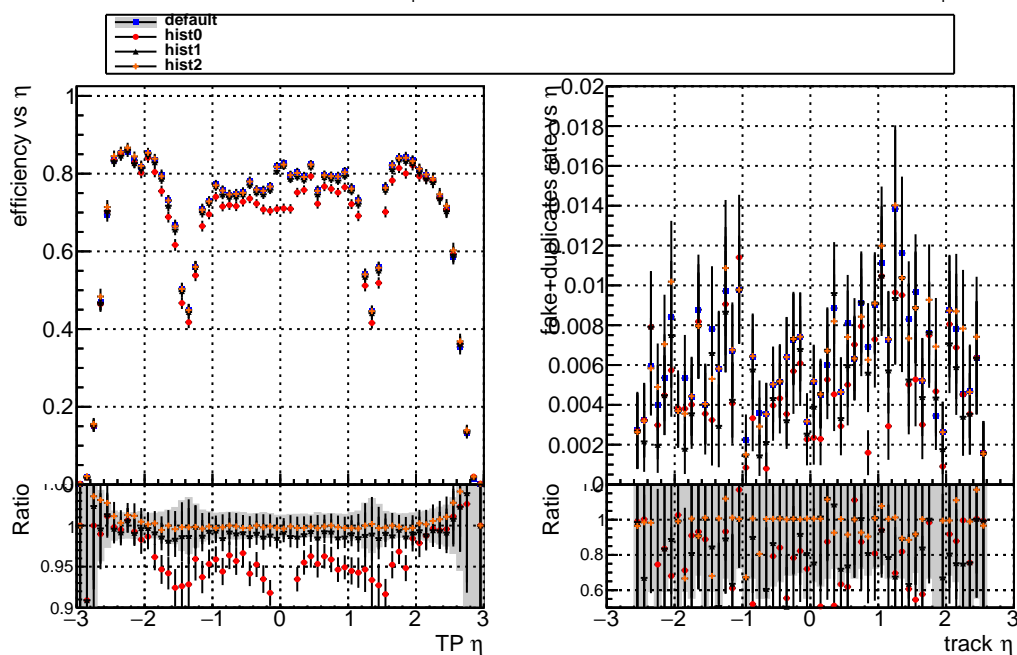 default
hist0
hist1
hist2
efficiency vs η
1
0.8
0.6
0.4
0.2
0
Ratio
1
0.95
0.9
−3 −2 −1 0 1 2 3
TP η
fake+duplicates rate vs η
0.02
0.018
0.016
0.014
0.012
0.01
0.008
0.006
0.004
0.002
0
Ratio
1
0.8
0.6
−3 −2 −1 0 1 2 3
track η